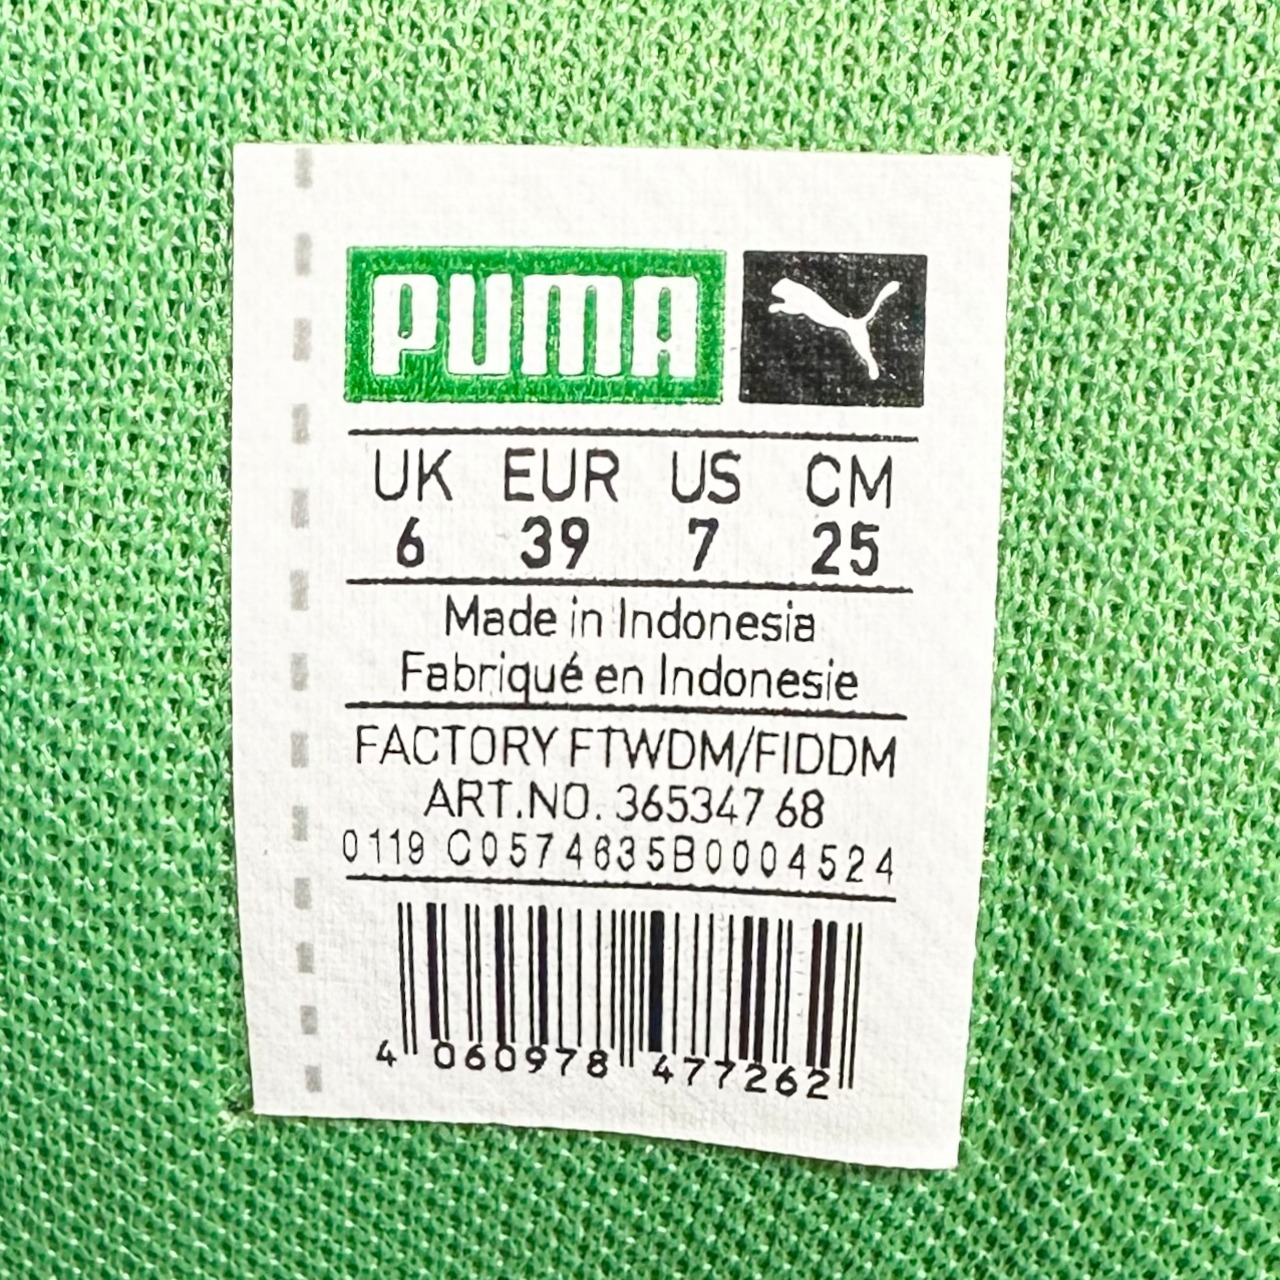 PUMA
UK EUR US CM
6 39 7 25
Made in Indonesia
Fabriqué en Indonesie
FACTORY FTWDM/FIDDM
ART.NO. 365347 68
0119 C0574635B0004524
4 060978 477262